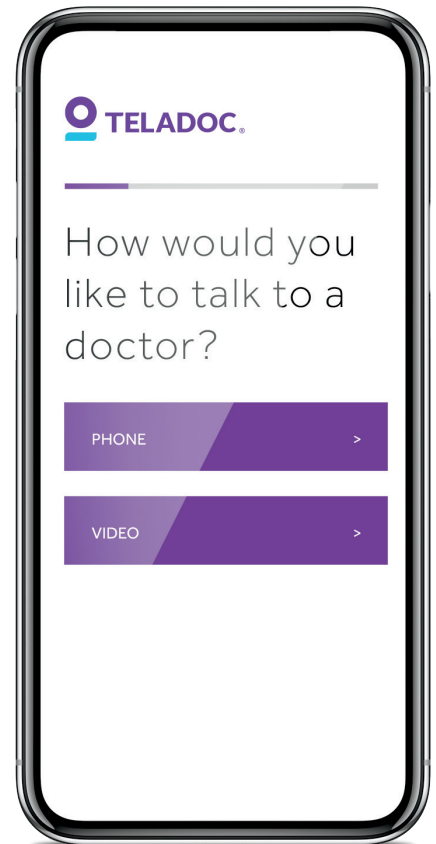 TELADOC®
How would you
like to talk to a
doctor?
PHONE >
VIDEO >